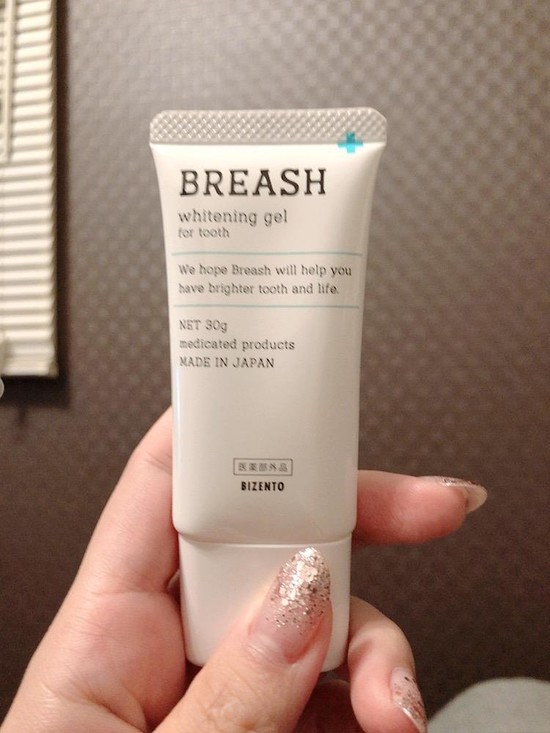 BREASH
whitening gel
for tooth
We hope Breash will help you
have brighter tooth and life.
NET 30g
medicated products
MADE IN JAPAN
医薬部外品
BIZENTO